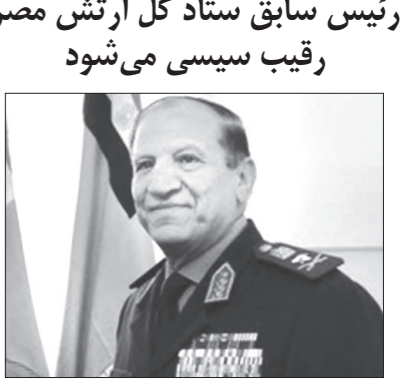 رئیس سابق ستاد کل ارتش مصر
رقیب سیسی می‌شود